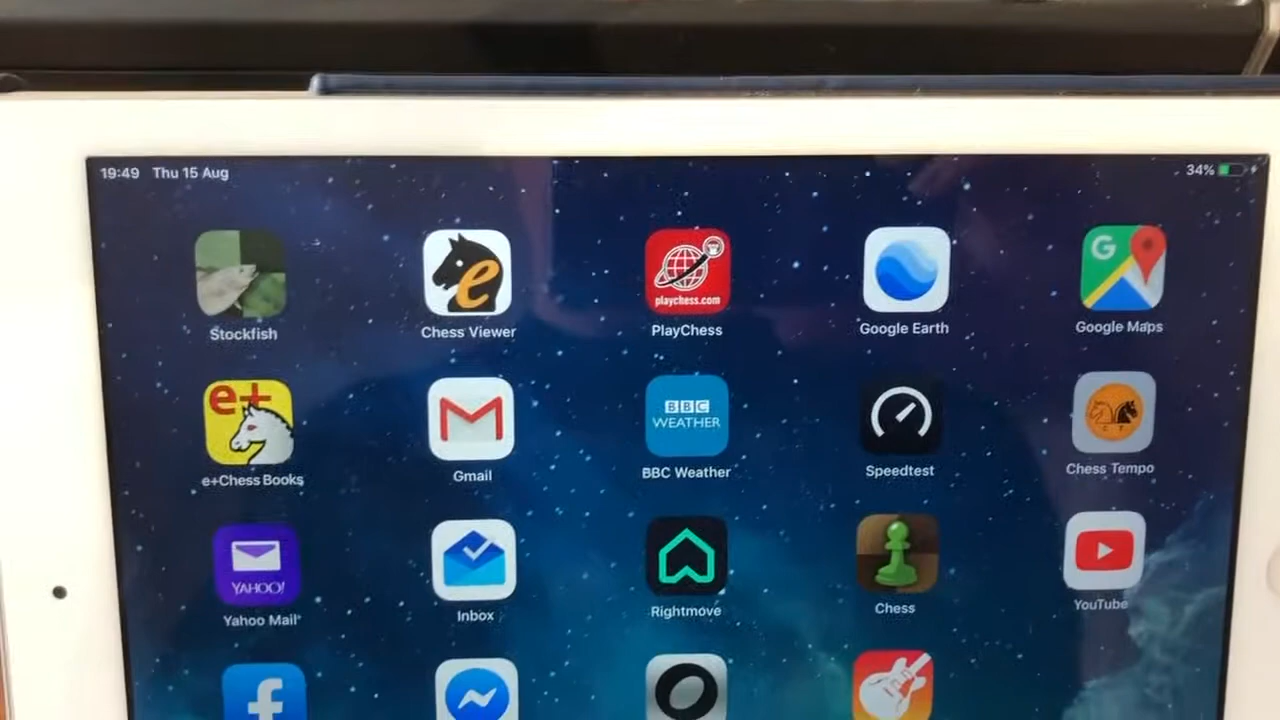 19:49 Thu 15 Aug
34%
playchess.com
Stockfish
Chess Viewer
PlayChess
Google Earth
Google Maps
e
G
e+
BBC
WEATHER
e+Chess Books
Gmail
BBC Weather
Speedtest
Chess Tempo
C T
YAHOO!
Yahoo Mail
Inbox
Rightmove
Chess
YouTube